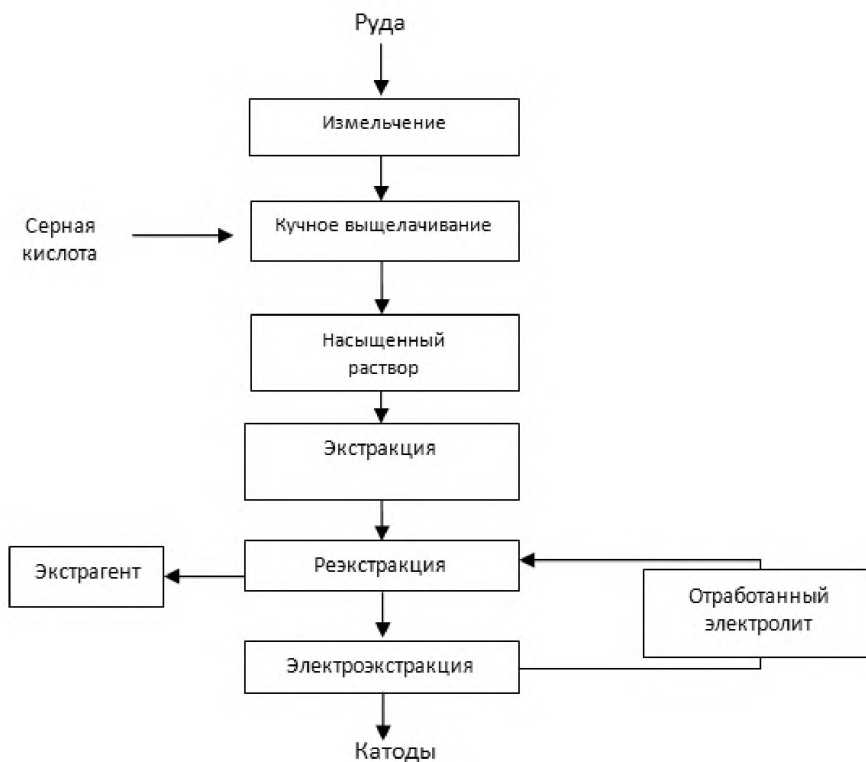 Руда
Измельчение
Кучное выщелачивание
Серная
кислота
Насыщенный
раствор
Экстракция
Реэкстракция
Экстрагент
Отработанный
электролит
Электроэкстракция
Катоды